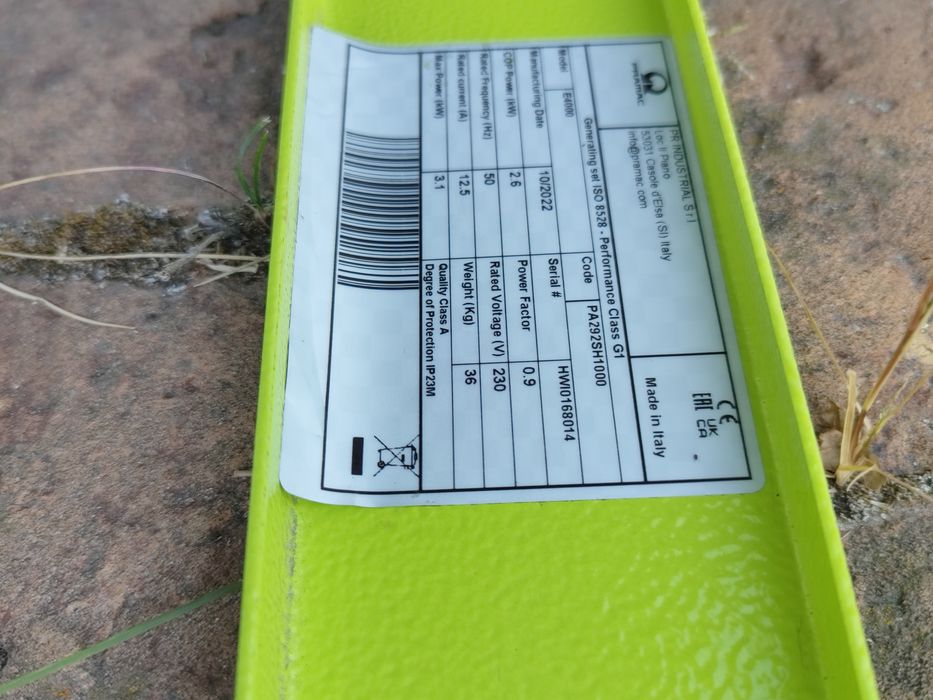 PRAMAC
PR INDUSTRIAL S.r.l
Loc Il Piano
53031 Casole d'Elsa (SI) Italy
info@pramac.com
CE
UK
CA
EAC
Made in Italy
Generating set ISO 8528 - Performance Class G1
Model E4000 Code PA292SH1000
Manufacturing Date 10/2022 Serial # HWI0168014
COP Power (kW) 2.6 Power Factor 0.9
Rated Frequency (Hz) 50 Rated Voltage (V) 230
Rated current (A) 12.5 Weight (Kg) 36
Max Power (kW) 3.1 Quality Class A
Degree of Protection IP23M